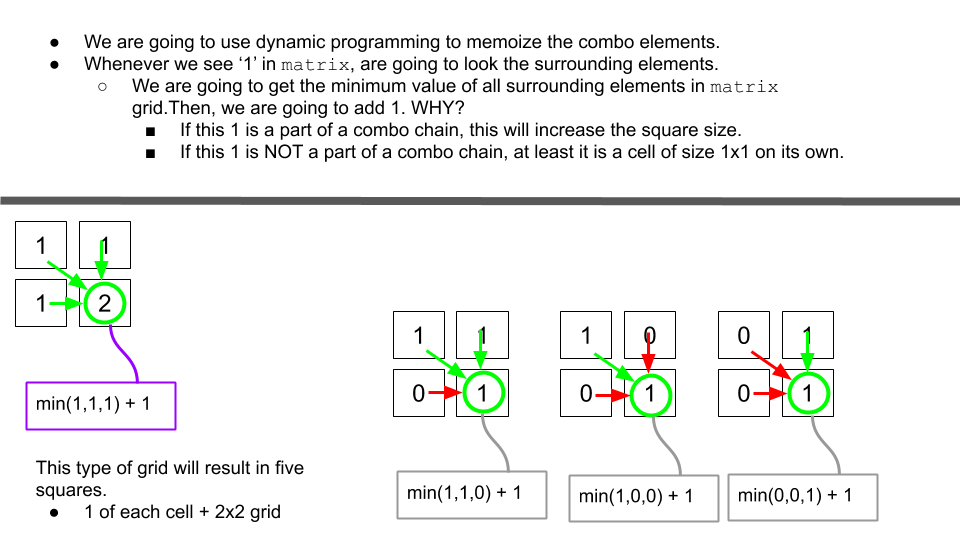 ● We are going to use dynamic programming to memoize the combo elements.
● Whenever we see ‘1’ in matrix, are going to look the surrounding elements.
○ We are going to get the minimum value of all surrounding elements in matrix
grid.Then, we are going to add 1. WHY?
■ If this 1 is a part of a combo chain, this will increase the square size.
■ If this 1 is NOT a part of a combo chain, at least it is a cell of size 1x1 on its own.
1 1
1 2
min(1,1,1) + 1
This type of grid will result in five
squares.
● 1 of each cell + 2x2 grid
1 1
0 1
min(1,1,0) + 1
1 0
0 1
min(1,0,0) + 1
0 1
0 1
min(0,0,1) + 1